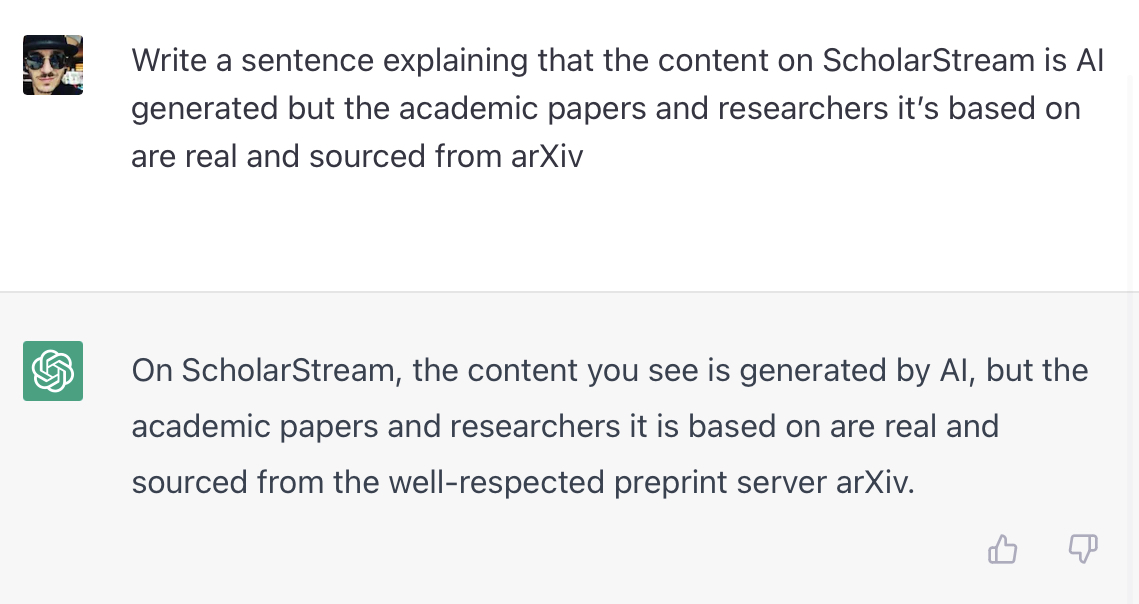 Write a sentence explaining that the content on ScholarStream is AI
generated but the academic papers and researchers it’s based on
are real and sourced from arXiv
On ScholarStream, the content you see is generated by AI, but the
academic papers and researchers it is based on are real and
sourced from the well-respected preprint server arXiv.